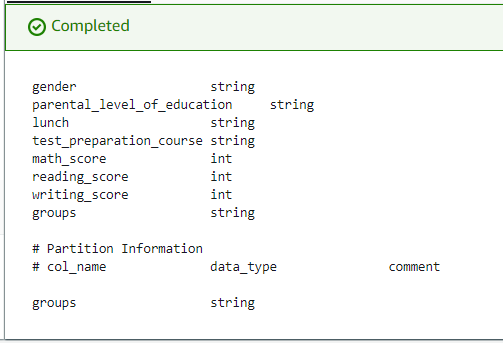 Completed
gender string
parental_level_of_education string
lunch string
test_preparation_course string
math_score int
reading_score int
writing_score int
groups string
# Partition Information
# col_name data_type comment
groups string